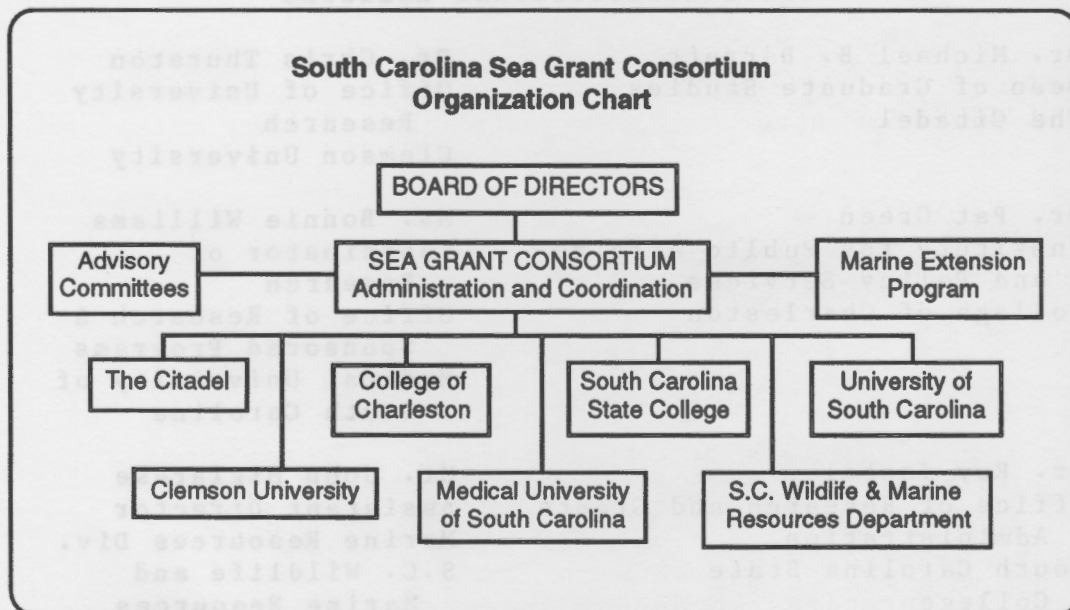 South Carolina Sea Grant Consortium
Organization Chart
BOARD OF DIRECTORS
Advisory
Committees
SEA GRANT CONSORTIUM
Administration and Coordination
Marine Extension
Program
The Citadel
College of
Charleston
South Carolina
State College
University of
South Carolina
Clemson University
Medical University
of South Carolina
S.C. Wildlife & Marine
Resources Department